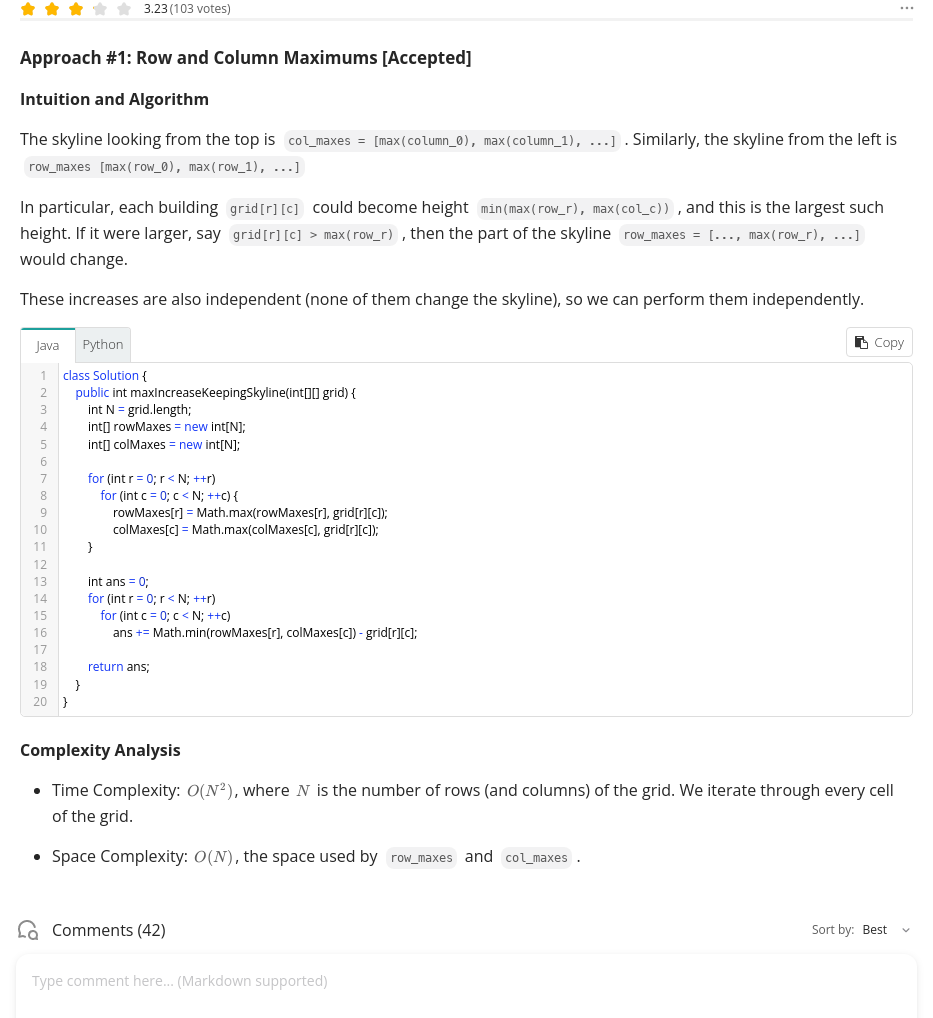 3.23 (103 votes)
Approach #1: Row and Column Maximums [Accepted]
Intuition and Algorithm
The skyline looking from the top is col_maxes = [max(column_0), max(column_1), ...] . Similarly, the skyline from the left is
row_maxes [max(row_0), max(row_1), ...]
In particular, each building grid[r][c] could become height min(max(row_r), max(col_c)) , and this is the largest such
height. If it were larger, say grid[r][c] > max(row_r) , then the part of the skyline row_maxes = [..., max(row_r), ...]
would change.
These increases are also independent (none of them change the skyline), so we can perform them independently.
Java Python Copy
1 class Solution {
2 public int maxIncreaseKeepingSkyline(int[][] grid) {
3 int N = grid.length;
4 int[] rowMaxes = new int[N];
5 int[] colMaxes = new int[N];
6
7 for (int r = 0; r < N; ++r)
8 for (int c = 0; c < N; ++c) {
9 rowMaxes[r] = Math.max(rowMaxes[r], grid[r][c]);
10 colMaxes[c] = Math.max(colMaxes[c], grid[r][c]);
11 }
12
13 int ans = 0;
14 for (int r = 0; r < N; ++r)
15 for (int c = 0; c < N; ++c)
16 ans += Math.min(rowMaxes[r], colMaxes[c]) - grid[r][c];
17
18 return ans;
19 }
20 }
Complexity Analysis
• Time Complexity: O(N²), where N is the number of rows (and columns) of the grid. We iterate through every cell
of the grid.
• Space Complexity: O(N), the space used by row_maxes and col_maxes .
Comments (42) Sort by: Best
Type comment here... (Markdown supported)